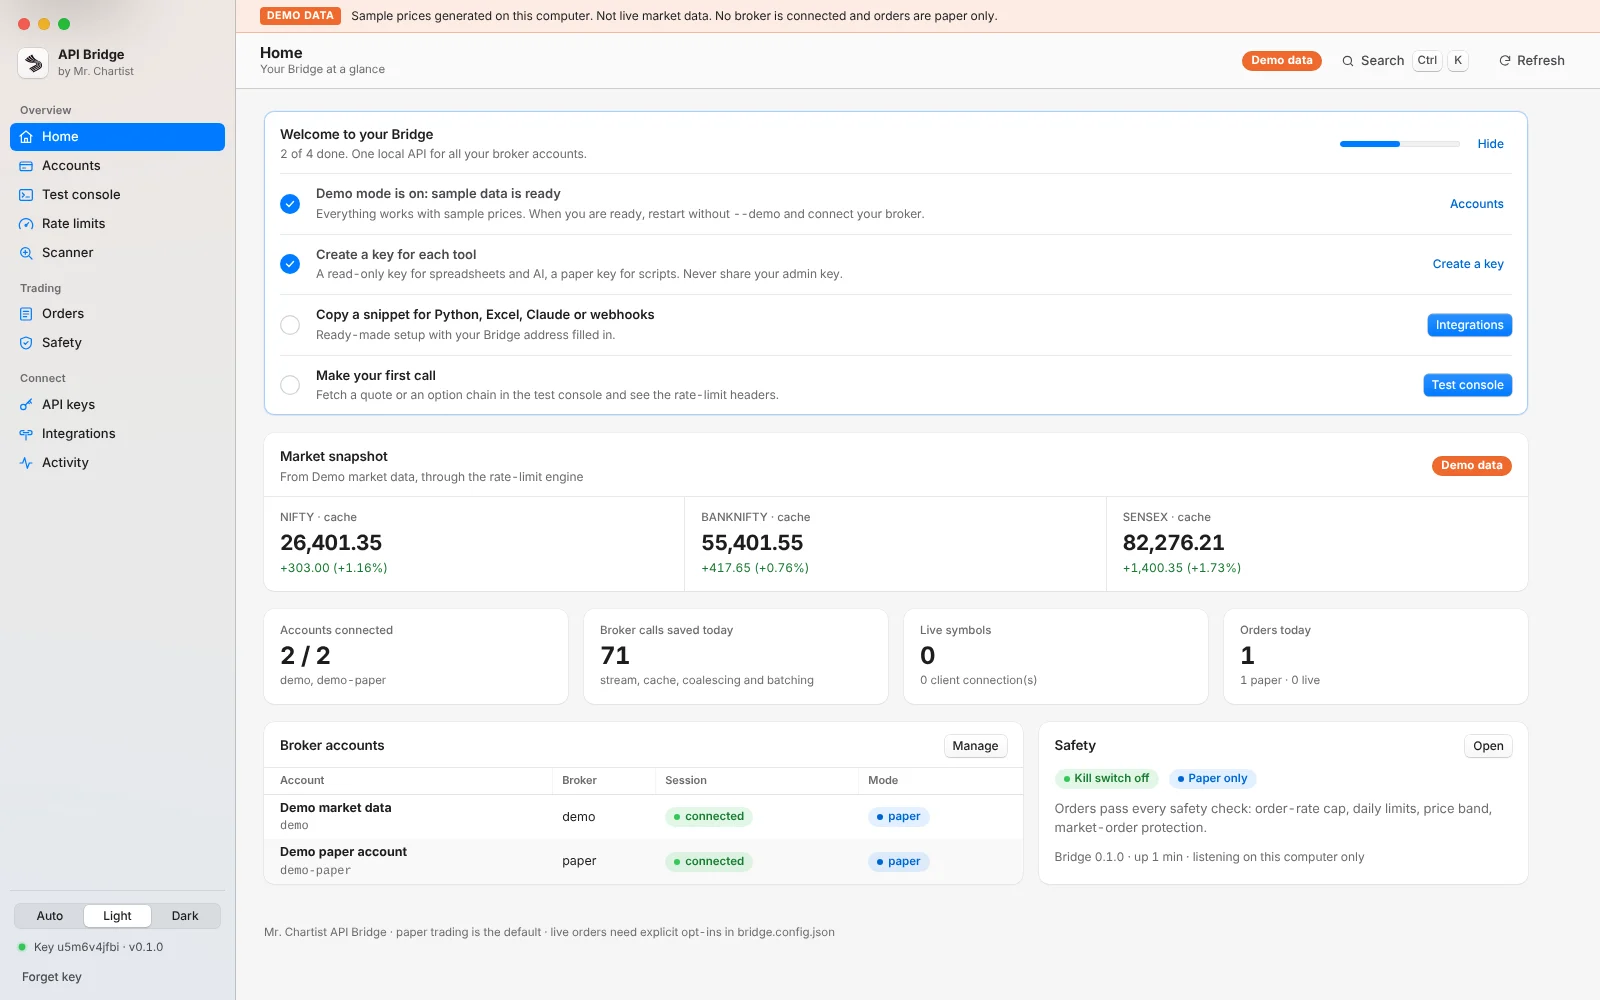 DEMO DATA Sample prices generated on this computer. Not live market data. No broker is connected and orders are paper only.
API Bridge
by Mr. Chartist
Overview
Home
Accounts
Test console
Rate limits
Scanner
Trading
Orders
Safety
Connect
API keys
Integrations
Activity
Auto Light Dark
Key u5m6v4jfbi · v0.1.0
Forget key
Home
Your Bridge at a glance
Demo data Search Ctrl K Refresh
Welcome to your Bridge
2 of 4 done. One local API for all your broker accounts.
Hide
Demo mode is on: sample data is ready
Everything works with sample prices. When you are ready, restart without --demo and connect your broker.
Accounts
Create a key for each tool
A read-only key for spreadsheets and AI, a paper key for scripts. Never share your admin key.
Create a key
Copy a snippet for Python, Excel, Claude or webhooks
Ready-made setup with your Bridge address filled in.
Integrations
Make your first call
Fetch a quote or an option chain in the test console and see the rate-limit headers.
Test console
Market snapshot
From Demo market data, through the rate-limit engine
Demo data
NIFTY · cache
26,401.35
+303.00 (+1.16%)
BANKNIFTY · cache
55,401.55
+417.65 (+0.76%)
SENSEX · cache
82,276.21
+1,400.35 (+1.73%)
Accounts connected
2 / 2
demo, demo-paper
Broker calls saved today
71
stream, cache, coalescing and batching
Live symbols
0
0 client connection(s)
Orders today
1
1 paper · 0 live
Broker accounts
Manage
Account Broker Session Mode
Demo market data
demo
demo connected paper
Demo paper account
demo-paper
paper connected paper
Safety
Open
Kill switch off Paper only
Orders pass every safety check: order-rate cap, daily limits, price band,
market-order protection.
Bridge 0.1.0 · up 1 min · listening on this computer only
Mr. Chartist API Bridge · paper trading is the default · live orders need explicit opt-ins in bridge.config.json